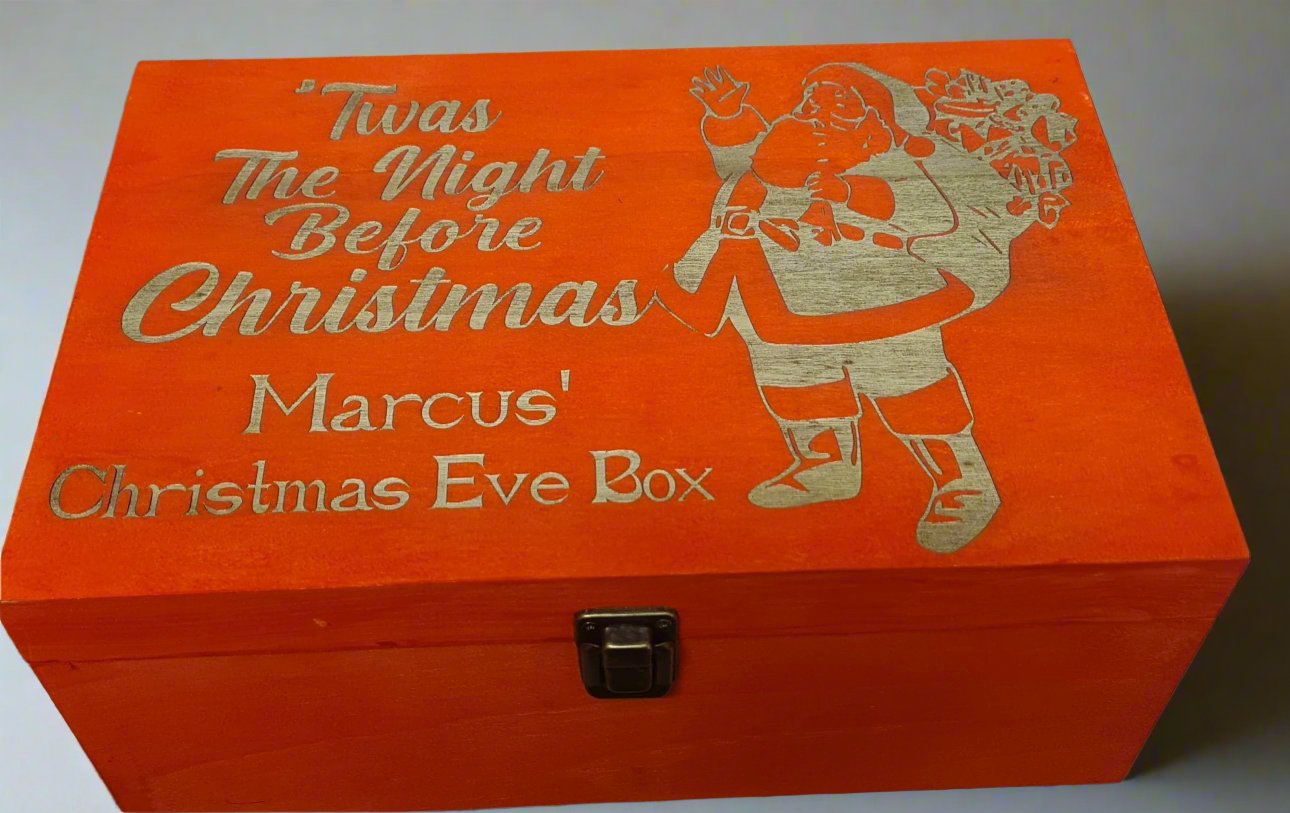 'Twas
The Night
Before
Christmas
Marcus'
Christmas Eve Box